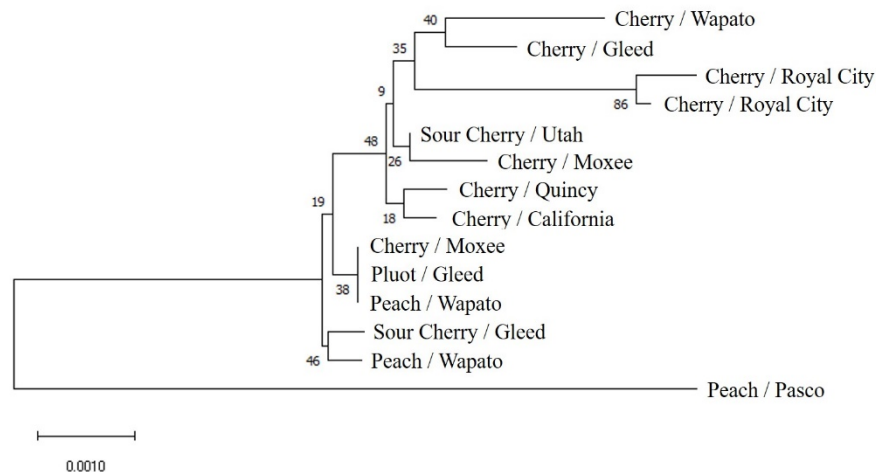 40
Cherry / Wapato
35
Cherry / Gleed
Cherry / Royal City
9
86
Cherry / Royal City
48
Sour Cherry / Utah
26
Cherry / Moxee
Cherry / Quincy
19
18
Cherry / California
Cherry / Moxee
Pluot / Gleed
38
Peach / Wapato
Sour Cherry / Gleed
46
Peach / Wapato
Peach / Pasco
0.0010